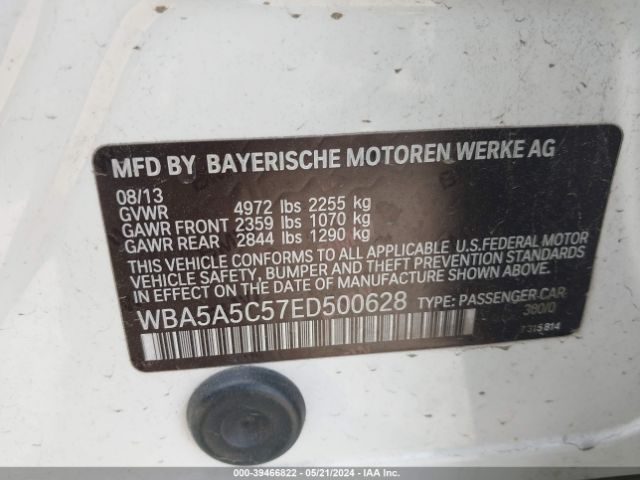 MFD BY BAYERISCHE MOTOREN WERKE AG
08/13
GVWR 4972 lbs 2255 kg
GAWR FRONT 2359 lbs 1070 kg
GAWR REAR 2844 lbs 1290 kg
THIS VEHICLE CONFORMS TO ALL APPLICABLE U.S.FEDERAL MOTOR
VEHICLE SAFETY, BUMPER AND THEFT PREVENTION STANDARDS
IN EFFECT ON THE DATE OF MANUFACTURE SHOWN ABOVE.
WBA5A5C57ED500628 TYPE: PASSENGER CAR
300/0
7315814
000-39466822 - 05/21/2024 - IAA Inc.